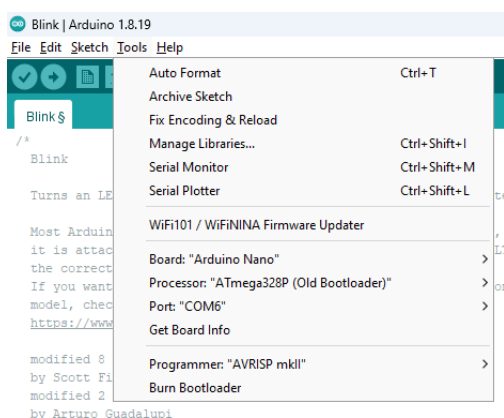 Blink | Arduino 1.8.19
File Edit Sketch Tools Help
Auto Format Ctrl+T
Archive Sketch
Fix Encoding & Reload
Manage Libraries... Ctrl+Shift+I
Serial Monitor Ctrl+Shift+M
Serial Plotter Ctrl+Shift+L
WiFi101 / WiFiNINA Firmware Updater
Board: "Arduino Nano"
Processor: "ATmega328P (Old Bootloader)"
Port: "COM6"
Get Board Info
Programmer: "AVRISP mkII"
Burn Bootloader
Blink §
/*
Blink
Turns an LE
Most Arduin
it is attac
the correct
If you want
model, chec
https://www
modified 8
by Scott Fi
modified 2
by Arturo Guadalupi